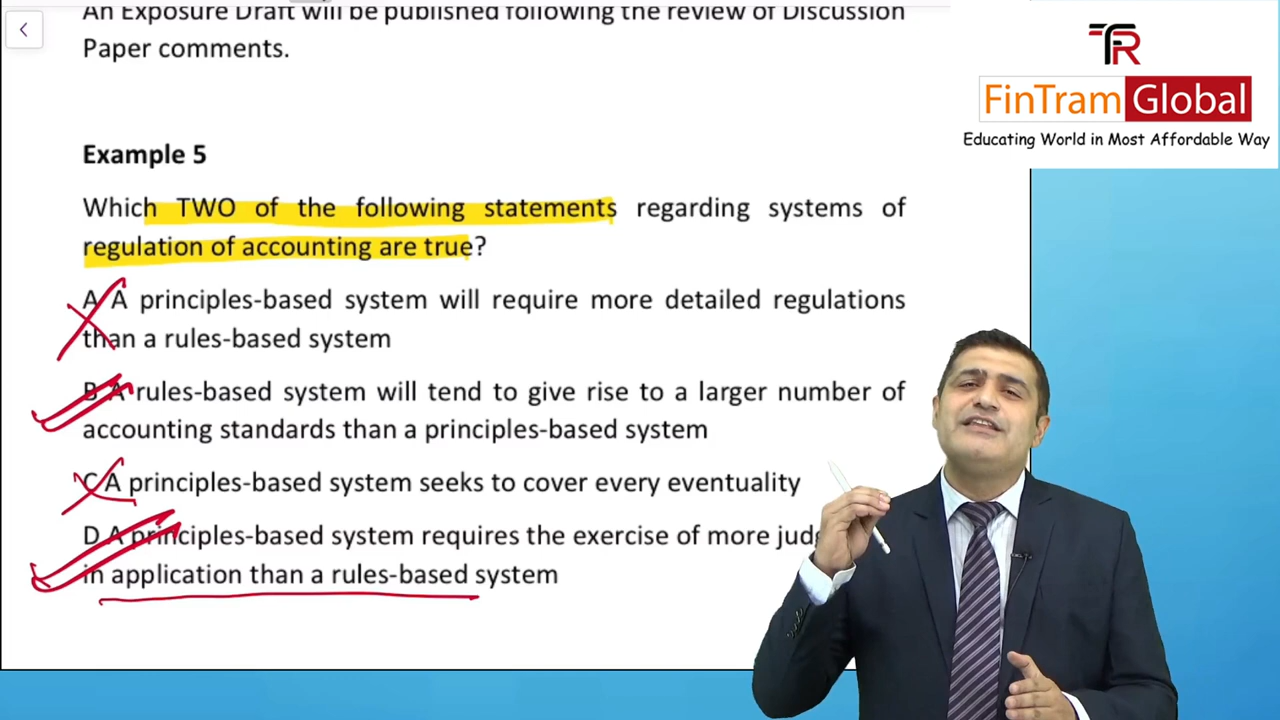 An Exposure Draft will be published following the review of Discussion
Paper comments.
TR
FinTram Global
Educating World in Most Affordable Way
Example 5
Which TWO of the following statements regarding systems of
regulation of accounting are true?
A A principles-based system will require more detailed regulations
than a rules-based system
B A rules-based system will tend to give rise to a larger number of
accounting standards than a principles-based system
C A principles-based system seeks to cover every eventuality
D A principles-based system requires the exercise of more
in application than a rules-based system